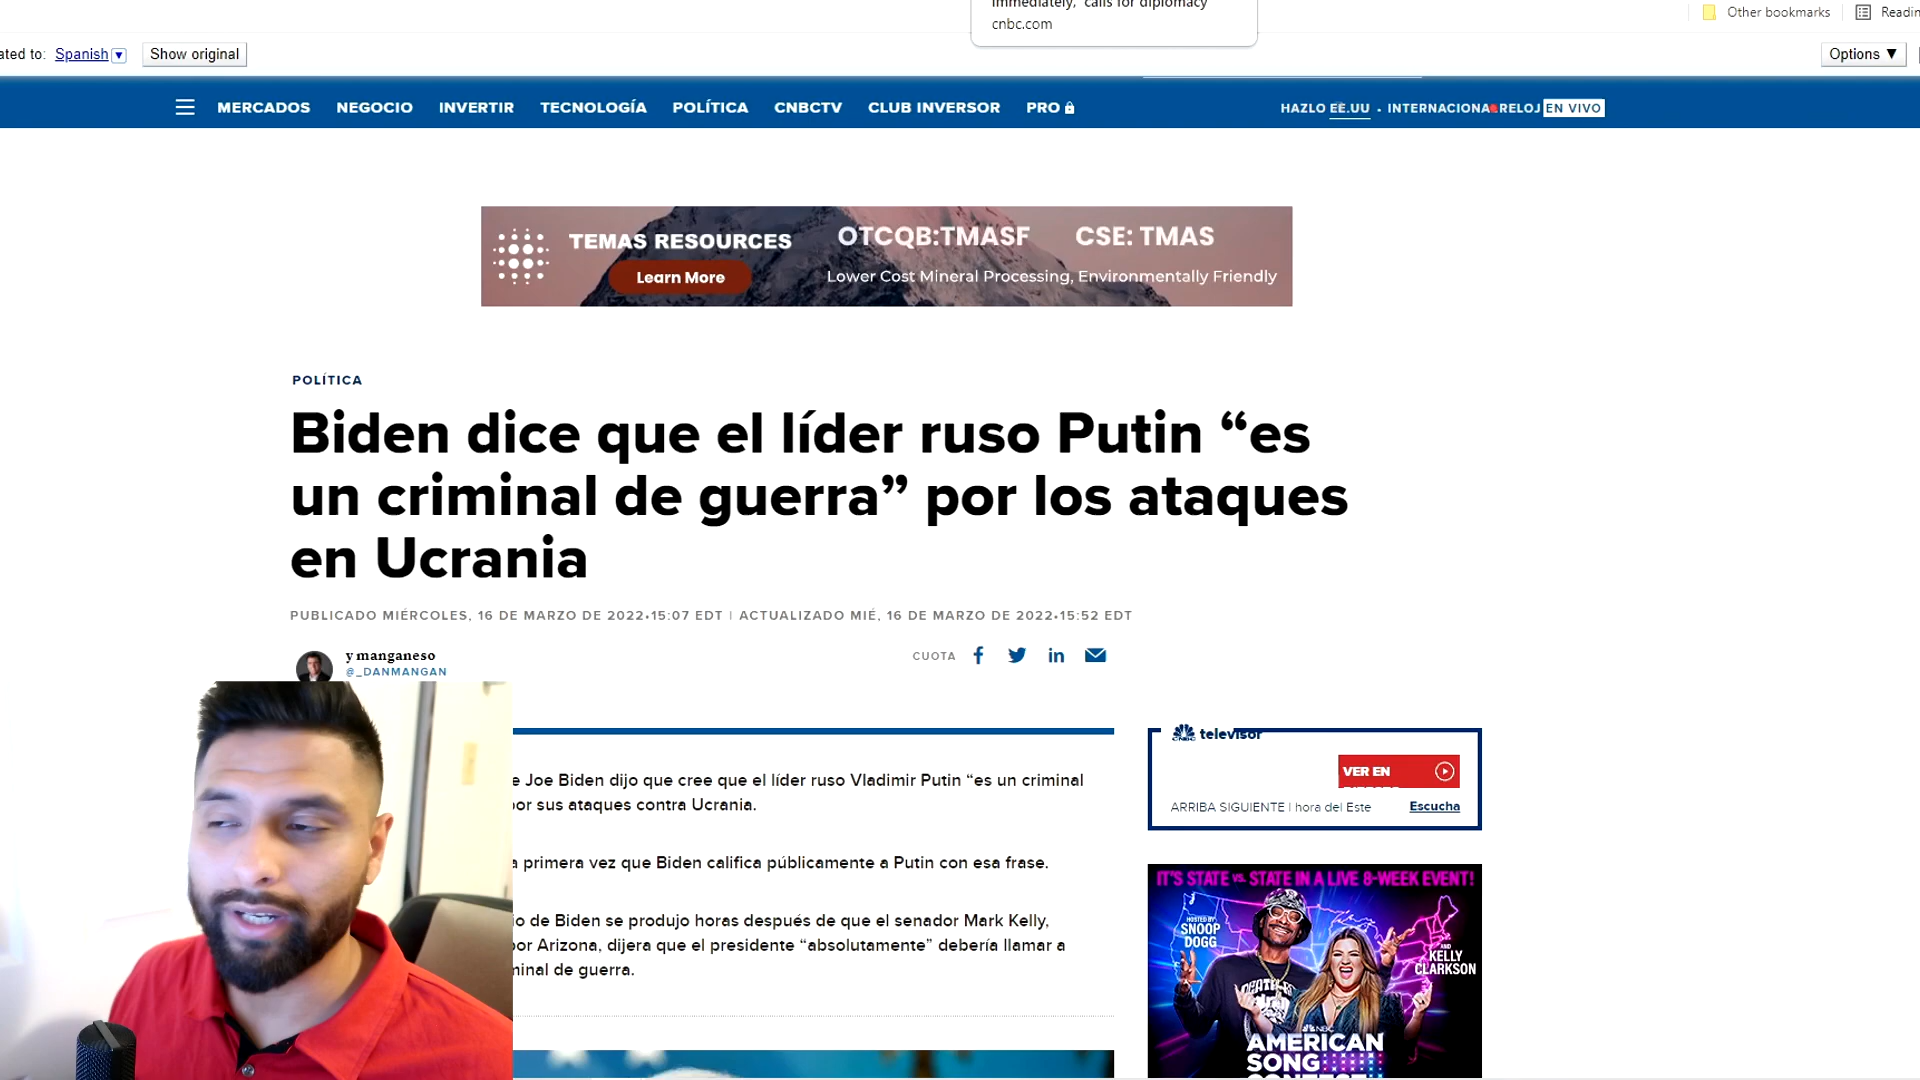 cnbc.com
Other bookmarks
ated to: Spanish ▼ Show original
Options ▼
MERCADOS NEGOCIO INVERTIR TECNOLOGÍA POLÍTICA CNBCTV CLUB INVERSOR PRO
HAZLO EE.UU • INTERNACIONA RELOJ EN VIVO
TEMAS RESOURCES
Learn More
OTCQB:TMASF CSE: TMAS
Lower Cost Mineral Processing, Environmentally Friendly
POLÍTICA
Biden dice que el líder ruso Putin “es
un criminal de guerra” por los ataques
en Ucrania
PUBLICADO MIÉRCOLES, 16 DE MARZO DE 2022•15:07 EDT | ACTUALIZADO MIÉ, 16 DE MARZO DE 2022•15:52 EDT
y manganeso
@_DANMANGAN
CUOTA
e Joe Biden dijo que cree que el líder ruso Vladimir Putin “es un criminal
por sus ataques contra Ucrania.
a primera vez que Biden califica públicamente a Putin con esa frase.
io de Biden se produjo horas después de que el senador Mark Kelly,
por Arizona, dijera que el presidente “absolutamente” debería llamar a
minal de guerra.
CNBC televisor
VER EN
ARRIBA SIGUIENTE | hora del Este
Escucha
IT'S STATE VS. STATE IN A LIVE 8-WEEK EVENT!
HOSTED BY
SNOOP
DOGG
AND
KELLY
CLARKSON
NBC
AMERICAN
SONG